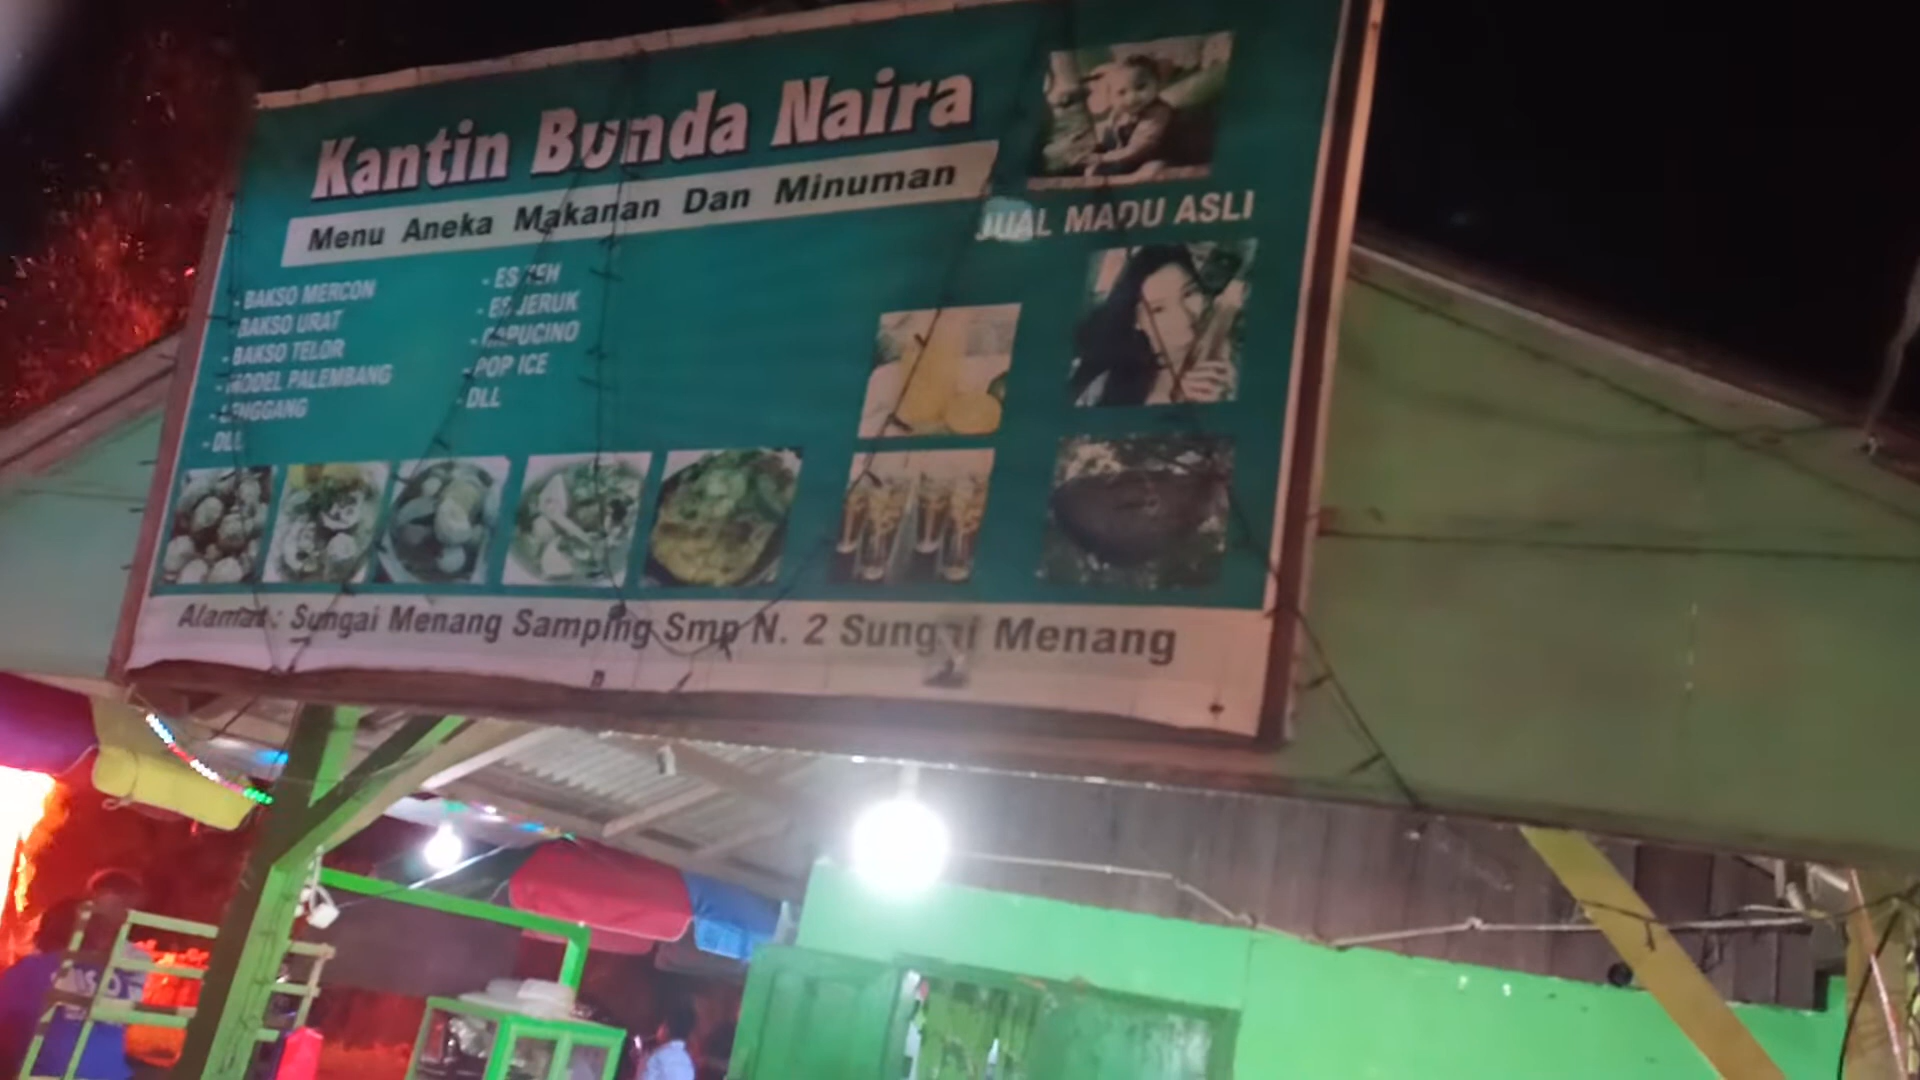 Kantin Bunda Naira
Menu Aneka Makanan Dan Minuman
JUAL MADU ASLI
- BAKSO MERCON
- BAKSO URAT
- BAKSO TELOR
- MODEL PALEMBANG
- LENGGANG
- DLL
- ES TEH
- ES JERUK
- CAPUCINO
- POP ICE
- DLL
Alamat : Sungai Menang Samping Smp N. 2 Sungai Menang